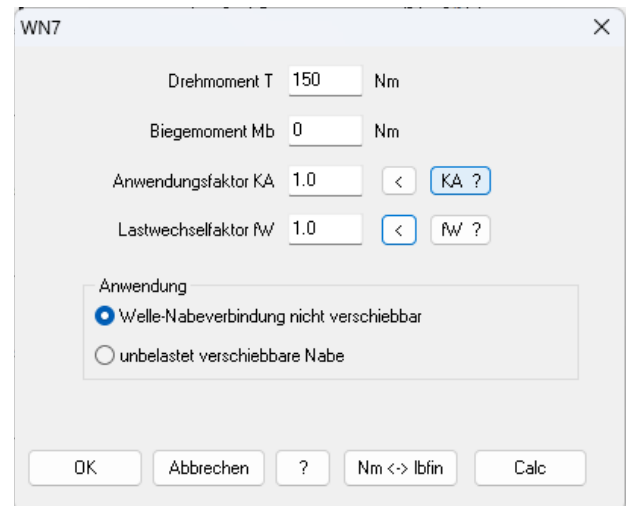 WN7
Drehmoment T 150 Nm
Biegemoment Mb 0 Nm
Anwendungsfaktor KA 1.0 < KA ?
Lastwechselfaktor fW 1.0 < fW ?
Anwendung
Welle-Nabeverbindung nicht verschiebbar
unbelastet verschiebbare Nabe
OK Abbrechen ? Nm <-> lbfin Calc